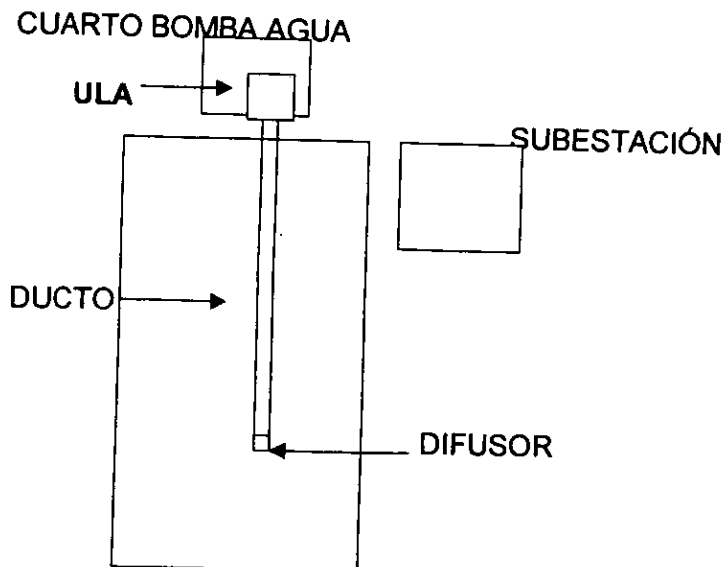 CUARTO BOMBA AGUA
ULA
SUBESTACIÓN
DUCTO
DIFUSOR